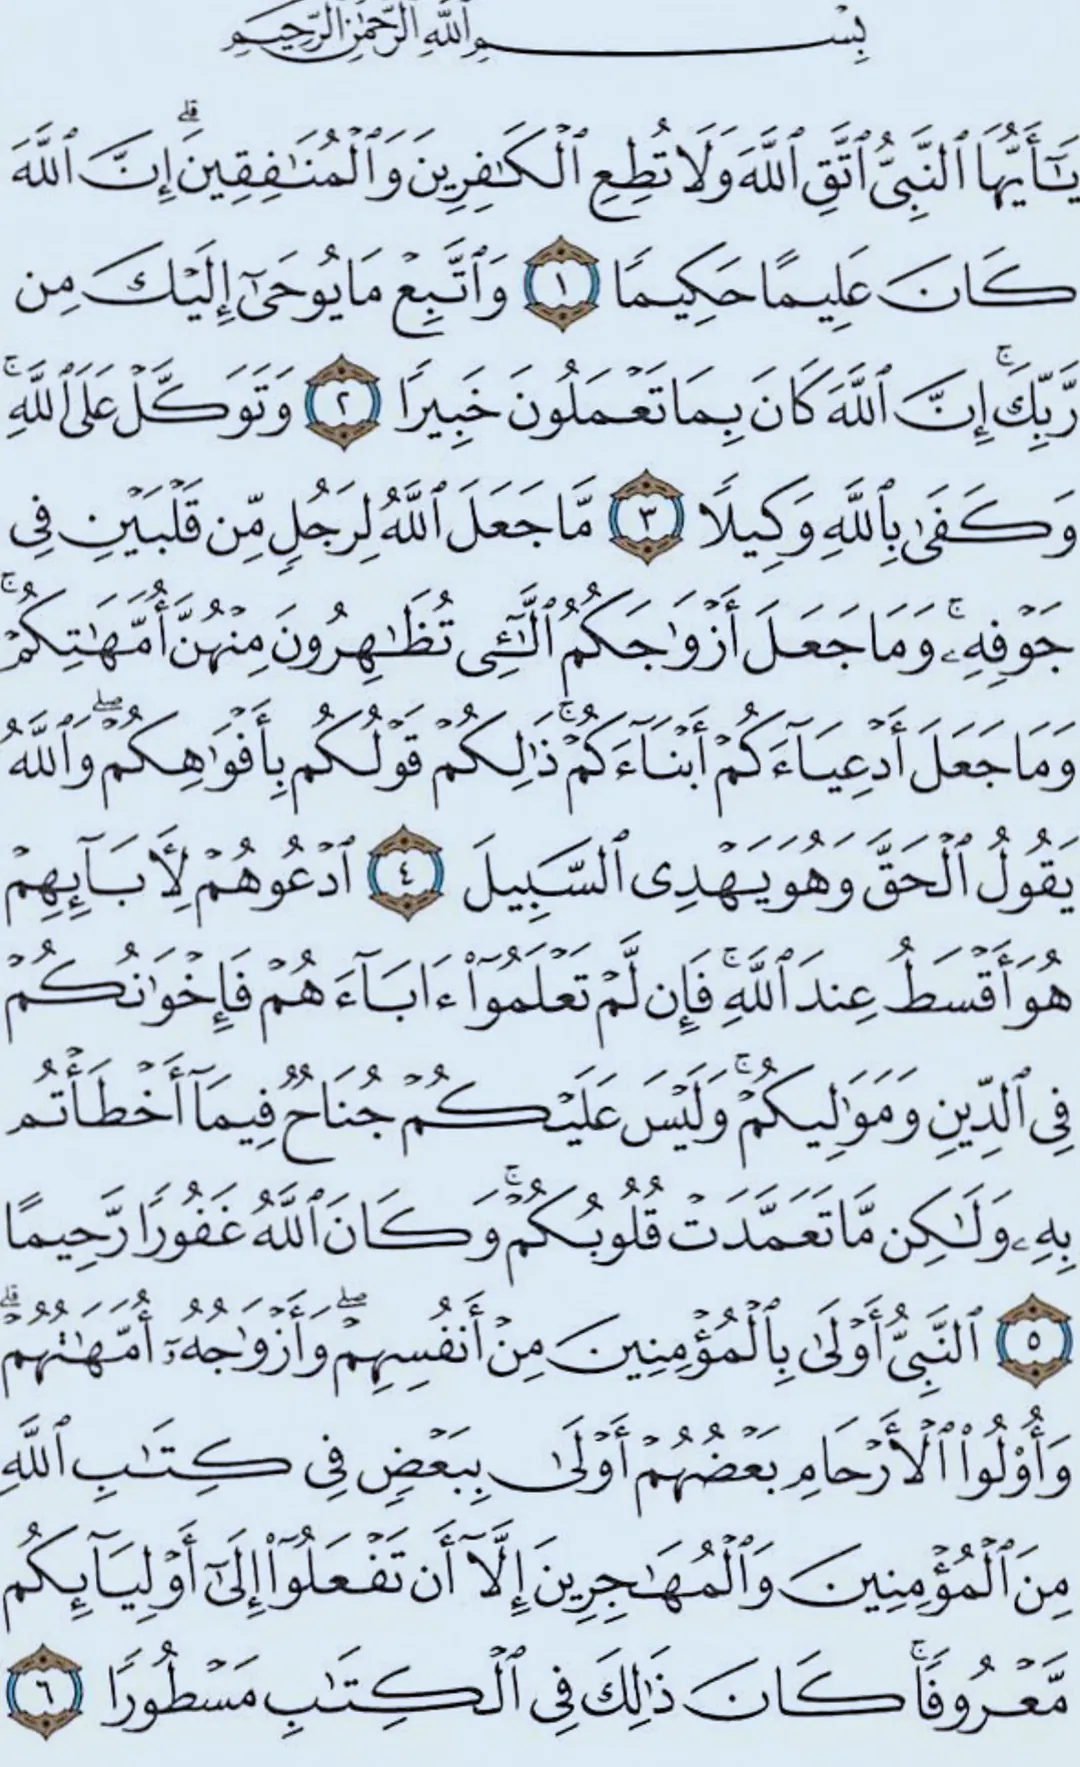 بِسْمِ ٱللَّهِ ٱلرَّحْمَٰنِ ٱلرَّحِيمِ
يَٰٓأَيُّهَا ٱلنَّبِىُّ ٱتَّقِ ٱللَّهَ وَلَا تُطِعِ ٱلْكَٰفِرِينَ وَٱلْمُنَٰفِقِينَ ۗ إِنَّ ٱللَّهَ
كَانَ عَلِيمًا حَكِيمًا ١ وَٱتَّبِعْ مَا يُوحَىٰٓ إِلَيْكَ مِن
رَّبِّكَ ۚ إِنَّ ٱللَّهَ كَانَ بِمَا تَعْمَلُونَ خَبِيرًا ٢ وَتَوَكَّلْ عَلَى ٱللَّهِ ۚ
وَكَفَىٰ بِٱللَّهِ وَكِيلًا ٣ مَّا جَعَلَ ٱللَّهُ لِرَجُلٍ مِّن قَلْبَيْنِ فِى
جَوْفِهِۦ ۚ وَمَا جَعَلَ أَزْوَٰجَكُمُ ٱلَّٰٓـِٔى تُظَٰهِرُونَ مِنْهُنَّ أُمَّهَٰتِكُمْ ۚ
وَمَا جَعَلَ أَدْعِيَآءَكُمْ أَبْنَآءَكُمْ ۚ ذَٰلِكُمْ قَوْلُكُم بِأَفْوَٰهِكُمْ ۖ وَٱللَّهُ
يَقُولُ ٱلْحَقَّ وَهُوَ يَهْدِى ٱلسَّبِيلَ ٤ ٱدْعُوهُمْ لِـَٔابَآئِهِمْ
هُوَ أَقْسَطُ عِندَ ٱللَّهِ ۚ فَإِن لَّمْ تَعْلَمُوٓا۟ ءَابَآءَهُمْ فَإِخْوَٰنُكُمْ
فِى ٱلدِّينِ وَمَوَٰلِيكُمْ ۚ وَلَيْسَ عَلَيْكُمْ جُنَاحٌ فِيمَآ أَخْطَأْتُم
بِهِۦ وَلَٰكِن مَّا تَعَمَّدَتْ قُلُوبُكُمْ ۚ وَكَانَ ٱللَّهُ غَفُورًا رَّحِيمًا
٥ ٱلنَّبِىُّ أَوْلَىٰ بِٱلْمُؤْمِنِينَ مِنْ أَنفُسِهِمْ ۖ وَأَزْوَٰجُهُۥٓ أُمَّهَٰتُهُمْ ۗ
وَأُو۟لُوا۟ ٱلْأَرْحَامِ بَعْضُهُمْ أَوْلَىٰ بِبَعْضٍ فِى كِتَٰبِ ٱللَّهِ
مِنَ ٱلْمُؤْمِنِينَ وَٱلْمُهَٰجِرِينَ إِلَّآ أَن تَفْعَلُوٓا۟ إِلَىٰٓ أَوْلِيَآئِكُم
مَّعْرُوفًا ۚ كَانَ ذَٰلِكَ فِى ٱلْكِتَٰبِ مَسْطُورًا ٦